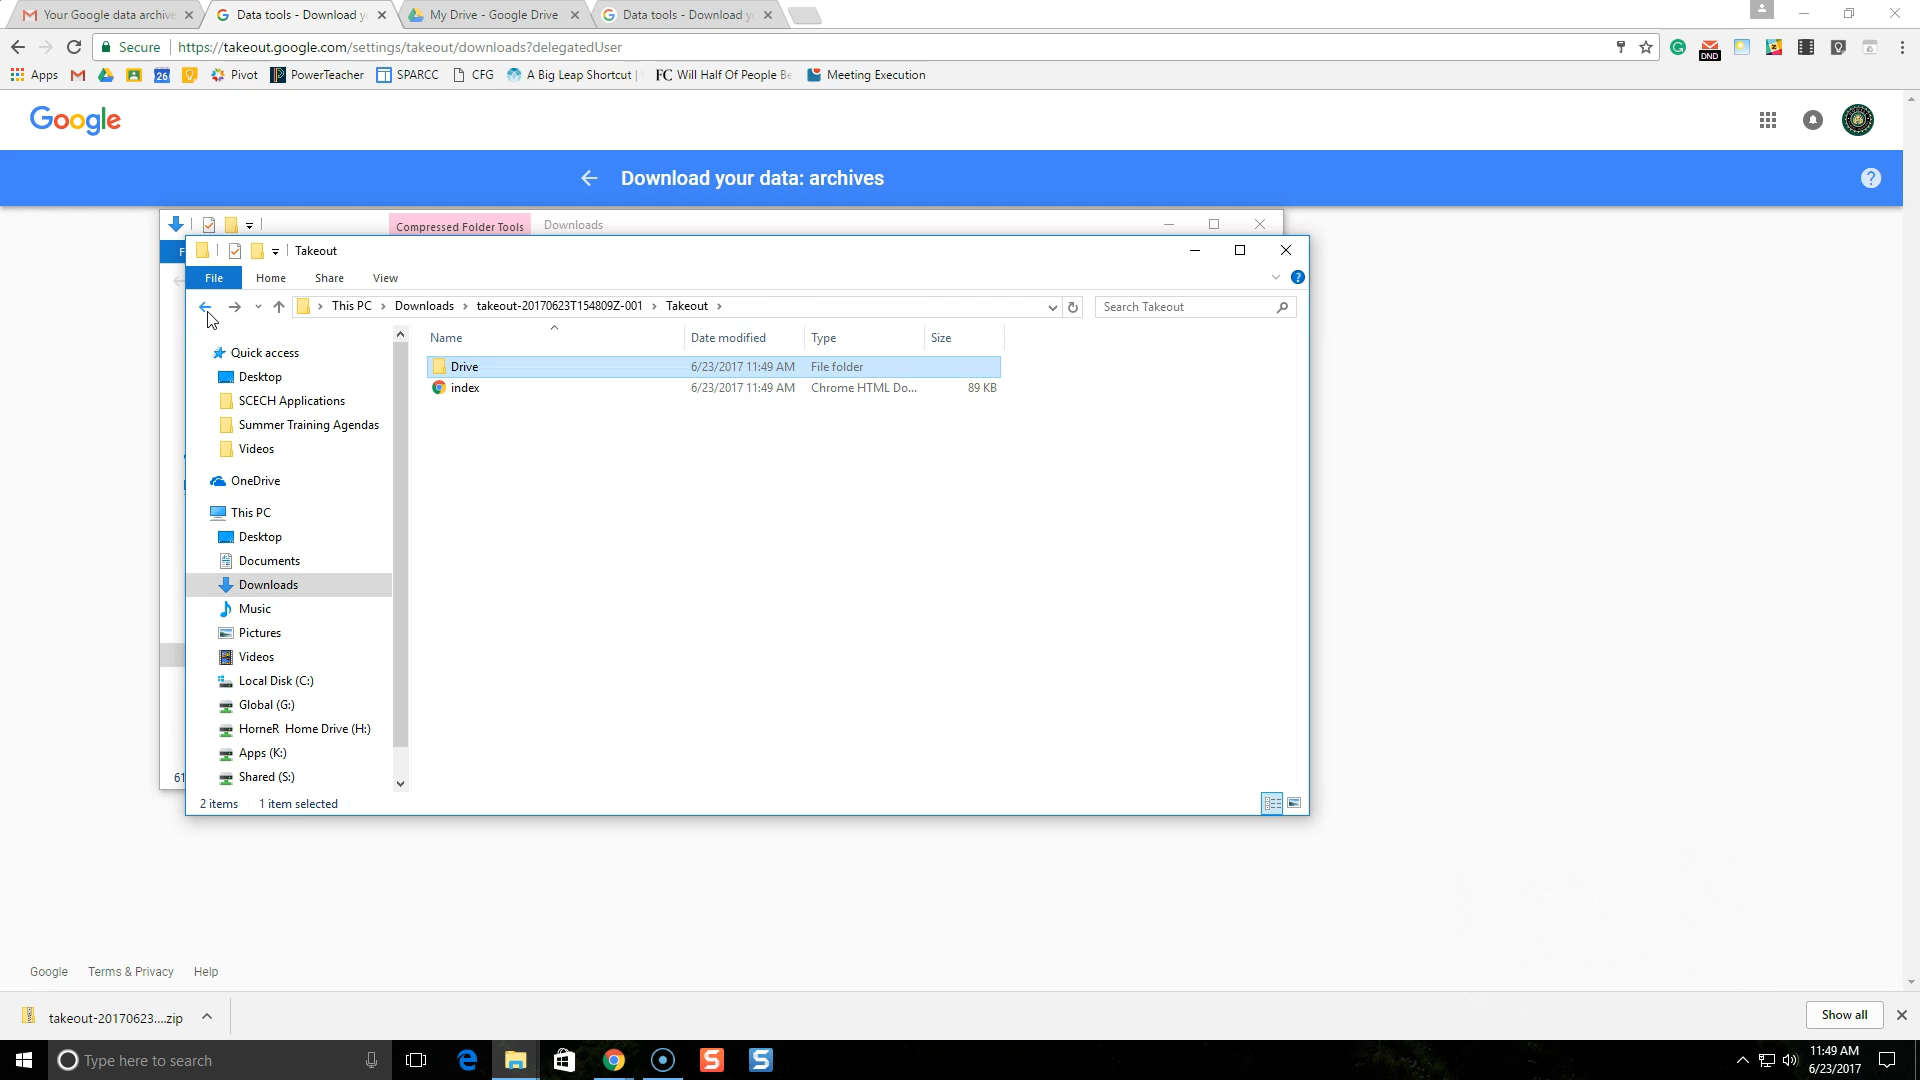 Your Google data archive
Data tools - Download y
My Drive - Google Drive
Data tools - Download y
Secure
https://takeout.google.com/settings/takeout/downloads?delegatedUser
DND
Apps
26
Pivot
PowerTeacher
SPARCC
CFG
A Big Leap Shortcut |
FC Will Half Of People Be
Meeting Execution
Google
Download your data: archives
Compressed Folder Tools
Downloads
Takeout
File
Home
Share
View
This PC
Downloads
takeout-20170623T154809Z-001
Takeout
Search Takeout
Name
Date modified
Type
Size
Drive
6/23/2017 11:49 AM
File folder
index
6/23/2017 11:49 AM
Chrome HTML Do...
89 KB
Quick access
Desktop
SCECH Applications
Summer Training Agendas
Videos
OneDrive
This PC
Desktop
Documents
Downloads
Music
Pictures
Videos
Local Disk (C:)
Global (G:)
HorneR Home Drive (H:)
Apps (K:)
Shared (S:)
61
2 items
1 item selected
Google
Terms & Privacy
Help
takeout-20170623....zip
Show all
Type here to search
11:49 AM
6/23/2017